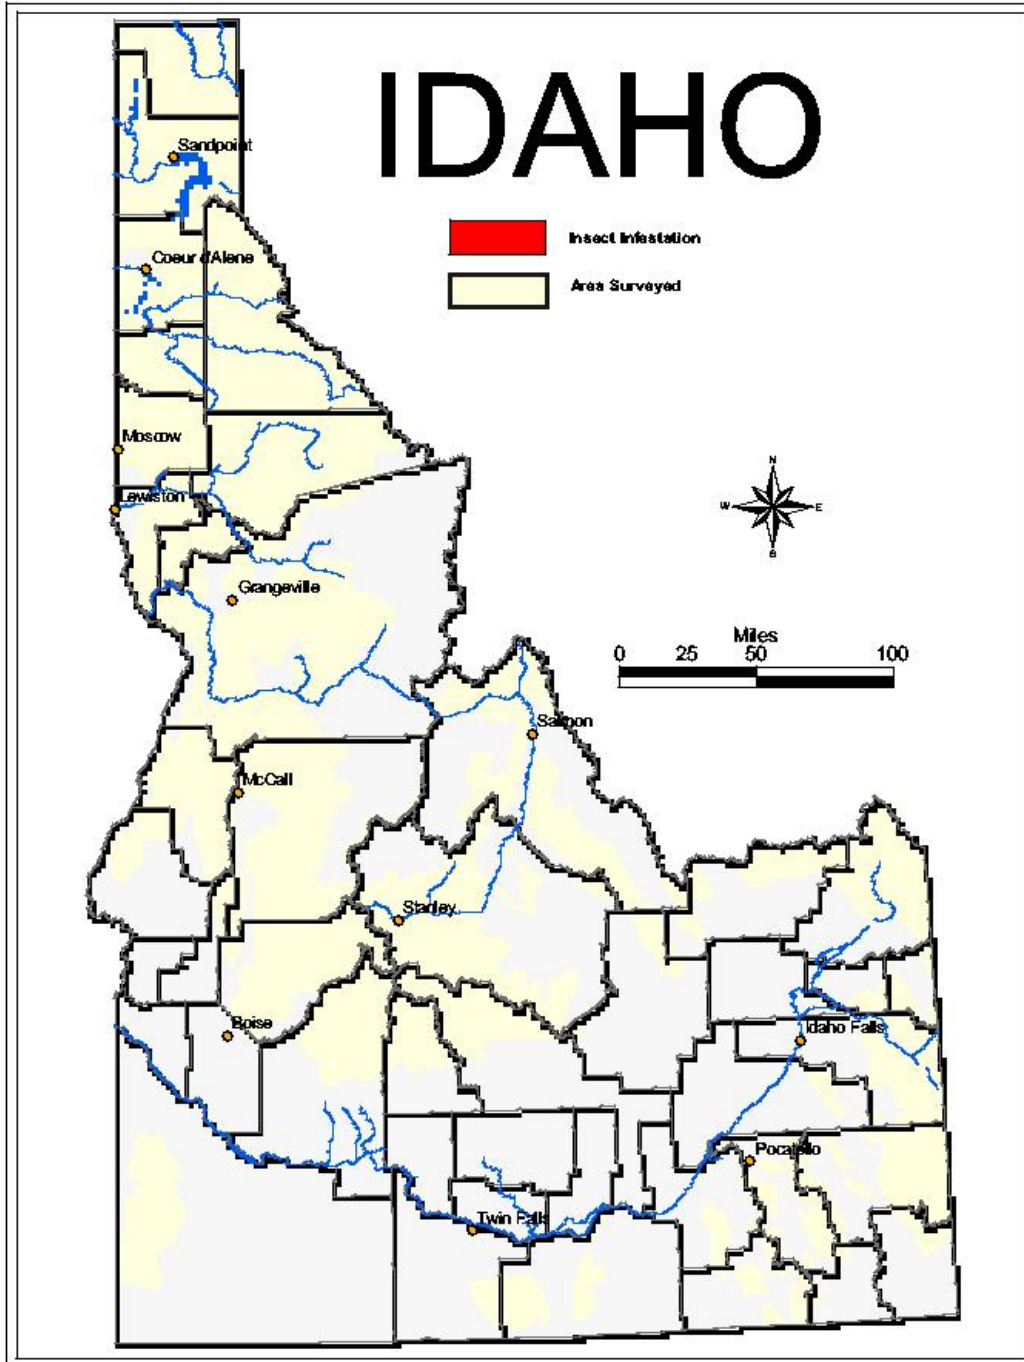 IDAHO
Sandpoint
Insect Infestation
Coeur d'Alene
Area Surveyed
Moscow
N
Lewiston
W
E
S
Grangeville
Miles
0 25 50 100
Salmon
McCall
Stanley
Boise
Idaho Falls
Pocatello
Twin Falls